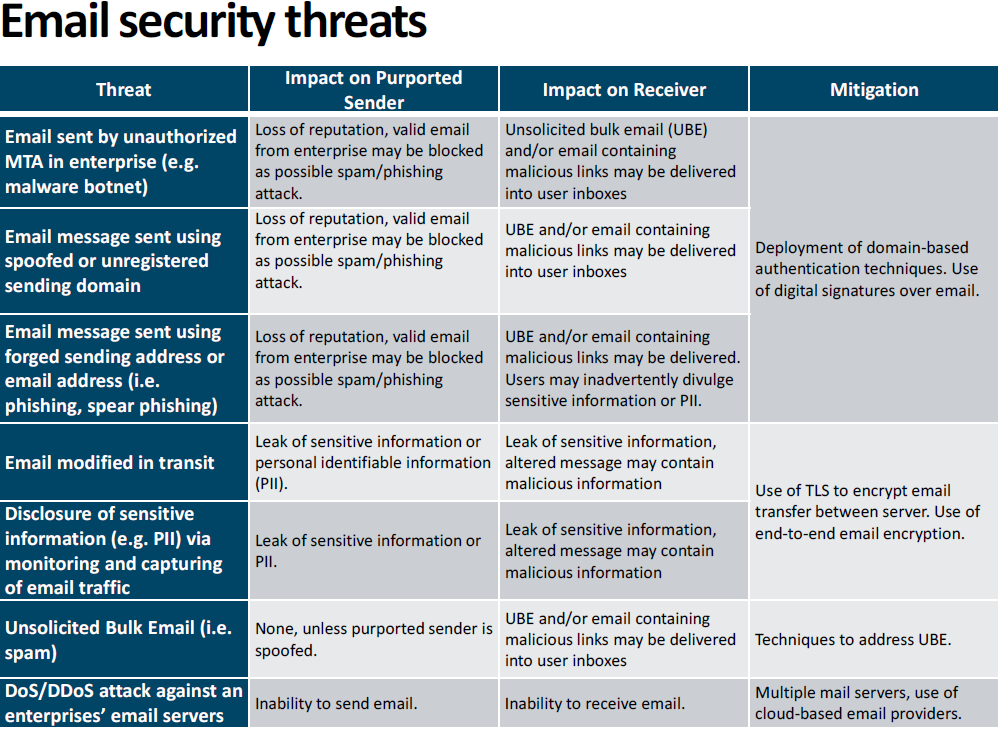 Email security threats
Threat
Impact on Purported
Sender
Impact on Receiver
Mitigation
Email sent by unauthorized
MTA in enterprise (e.g.
malware botnet)
Loss of reputation, valid email
from enterprise may be blocked
as possible spam/phishing
attack.
Unsolicited bulk email (UBE)
and/or email containing
malicious links may be delivered
into user inboxes
Deployment of domain-based
authentication techniques. Use
of digital signatures over email.
Email message sent using
spoofed or unregistered
sending domain
Loss of reputation, valid email
from enterprise may be blocked
as possible spam/phishing
attack.
UBE and/or email containing
malicious links may be delivered
into user inboxes
Email message sent using
forged sending address or
email address (i.e.
phishing, spear phishing)
Loss of reputation, valid email
from enterprise may be blocked
as possible spam/phishing
attack.
UBE and/or email containing
malicious links may be delivered.
Users may inadvertently divulge
sensitive information or PII.
Email modified in transit
Leak of sensitive information or
personal identifiable information
(PII).
Leak of sensitive information,
altered message may contain
malicious information
Use of TLS to encrypt email
transfer between server. Use of
end-to-end email encryption.
Disclosure of sensitive
information (e.g. PII) via
monitoring and capturing
of email traffic
Leak of sensitive information or
PII.
Leak of sensitive information,
altered message may contain
malicious information
Unsolicited Bulk Email (i.e.
spam)
None, unless purported sender is
spoofed.
UBE and/or email containing
malicious links may be delivered
into user inboxes
Techniques to address UBE.
DoS/DDoS attack against an
enterprises' email servers
Inability to send email.
Inability to receive email.
Multiple mail servers, use of
cloud-based email providers.